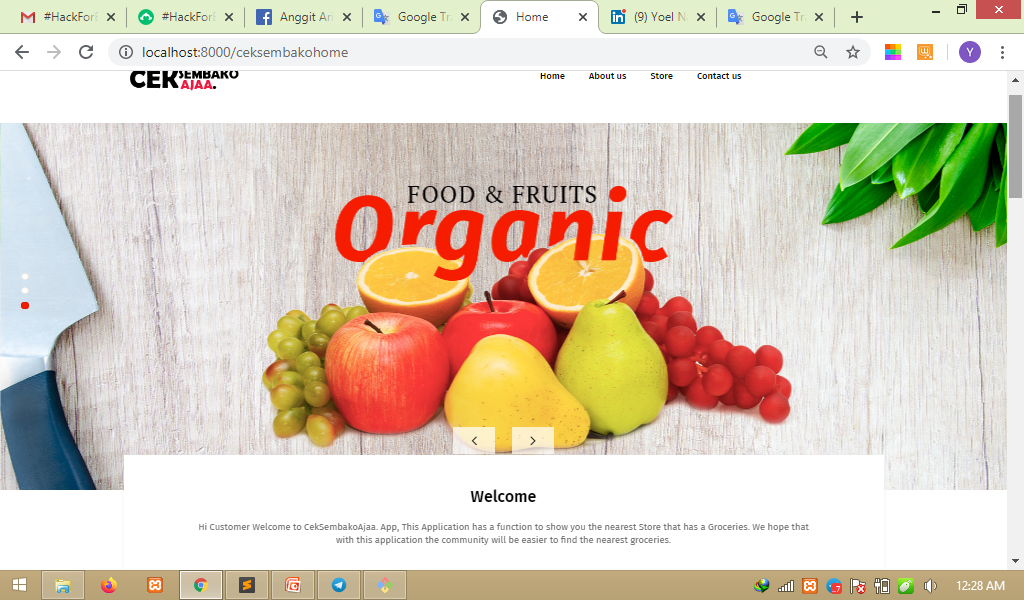 #HackForE
#HackForE
Anggit Ari
Google Tr
Home
(9) Yoel N
Google Tr
localhost:8000/ceksembakohome
Y
CEK SEMBAKO
AJAA.
Home About us Store Contact us
FOOD & FRUITS
Organic
Welcome
Hi Customer Welcome to CekSembakoAjaa. App, This Application has a function to show you the nearest Store that has a Groceries. We hope that
with this application the community will be easier to find the nearest groceries.
12:28 AM